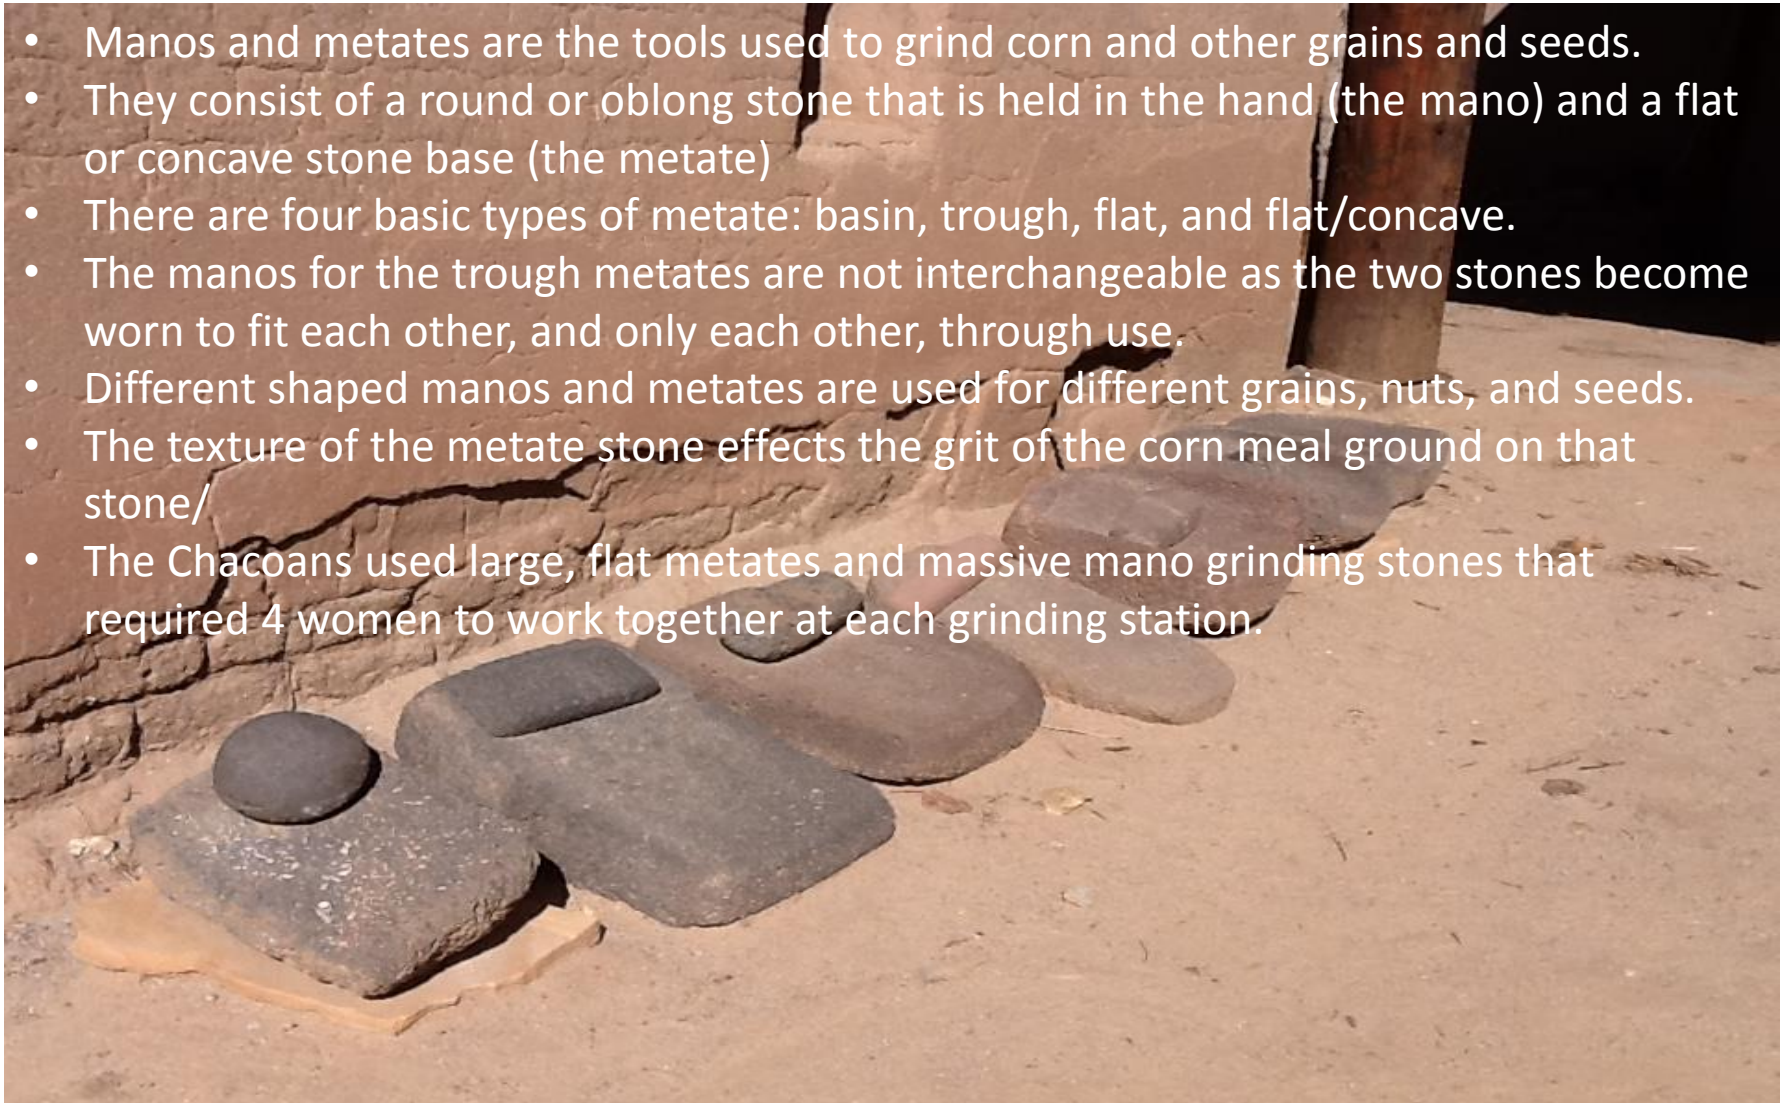 • Manos and metates are the tools used to grind corn and other grains and seeds.
• They consist of a round or oblong stone that is held in the hand (the mano) and a flat
or concave stone base (the metate)
• There are four basic types of metate: basin, trough, flat, and flat/concave.
• The manos for the trough metates are not interchangeable as the two stones become
worn to fit each other, and only each other, through use.
• Different shaped manos and metates are used for different grains, nuts, and seeds.
• The texture of the metate stone effects the grit of the corn meal ground on that
stone/
• The Chacoans used large, flat metates and massive mano grinding stones that
required 4 women to work together at each grinding station.